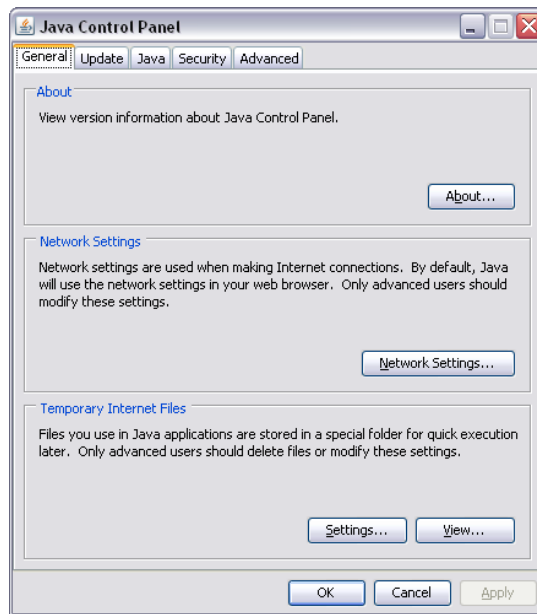 Java Control Panel
General Update Java Security Advanced
About
View version information about Java Control Panel.
About...
Network Settings
Network settings are used when making Internet connections. By default, Java
will use the network settings in your web browser. Only advanced users should
modify these settings.
Network Settings...
Temporary Internet Files
Files you use in Java applications are stored in a special folder for quick execution
later. Only advanced users should delete files or modify these settings.
Settings... View...
OK Cancel Apply